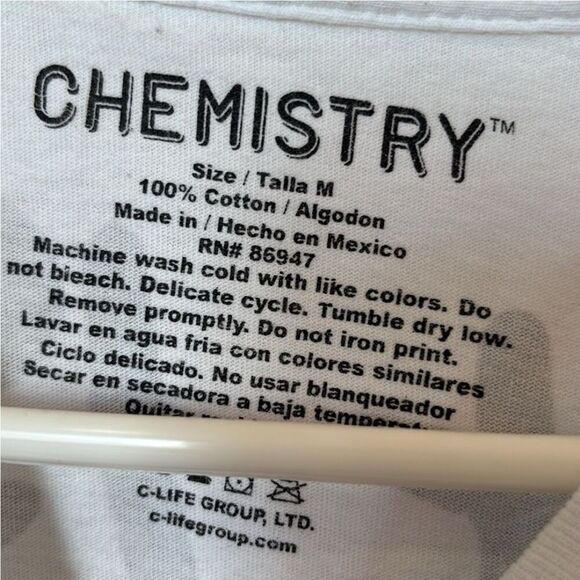 CHEMISTRY™
Size / Talla M
100% Cotton / Algodon
Made in / Hecho en Mexico
RN# 86947
Machine wash cold with like colors. Do
not bleach. Delicate cycle. Tumble dry low.
Remove promptly. Do not iron print.
Lavar en agua fria con colores similares
Ciclo delicado. No usar blanqueador
Secar en secadora a baja
Quitar
C-LIFE GROUP, LTD.
c-lifegroup.com